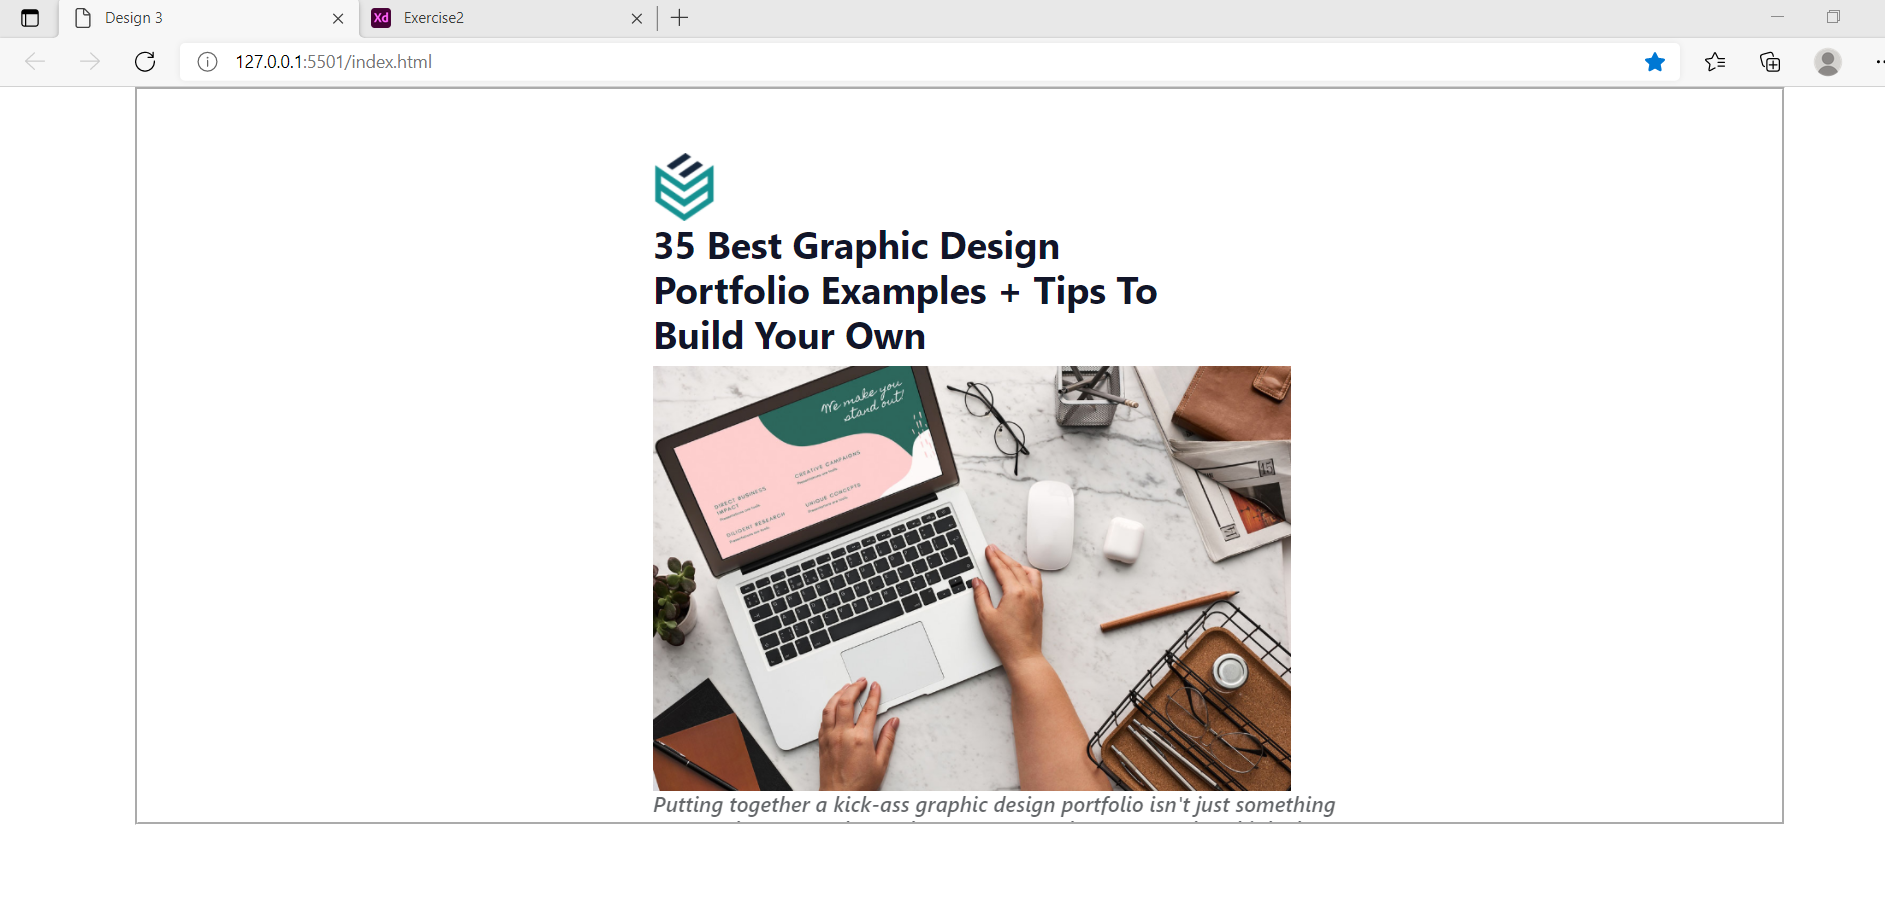 Design 3
Xd Exercise2
127.0.0.1:5501/index.html
35 Best Graphic Design
Portfolio Examples + Tips To
Build Your Own
We make you
stand out!
CREATIVE CAMPAIGNS
DIRECT BUSINESS
IMPACT
UNIQUE CONCEPTS
DILIGENT RESEARCH
Putting together a kick-ass graphic design portfolio isn't just something